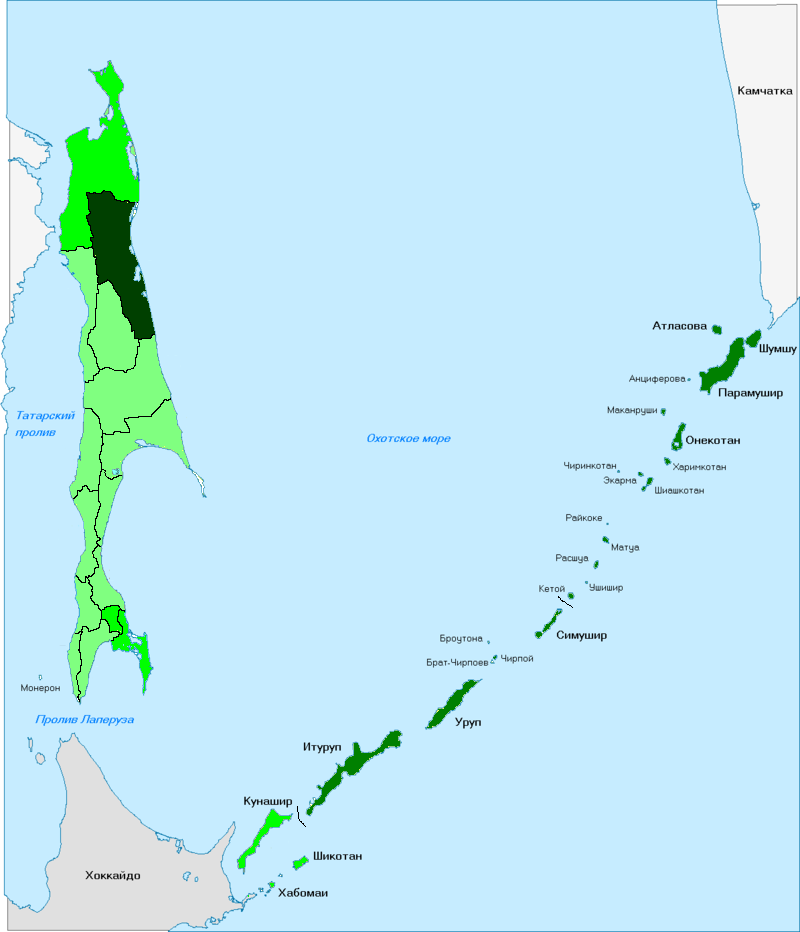 Камчатка
Атласова
Шумшу
Анциферова
Парамушир
Маканруши
Татарский
пролив
Охотское море
Онекотан
Чиринкотан
Харимкотан
Экарма
Шиашкотан
Райкоке
Матуа
Расшуа
Кетой
Ушишир
Броутона
Симушир
Брат-Чирпоев
Чирпой
Монерон
Пролив Лаперуза
Уруп
Итуруп
Кунашир
Шикотан
Хоккайдо
Хабомаи